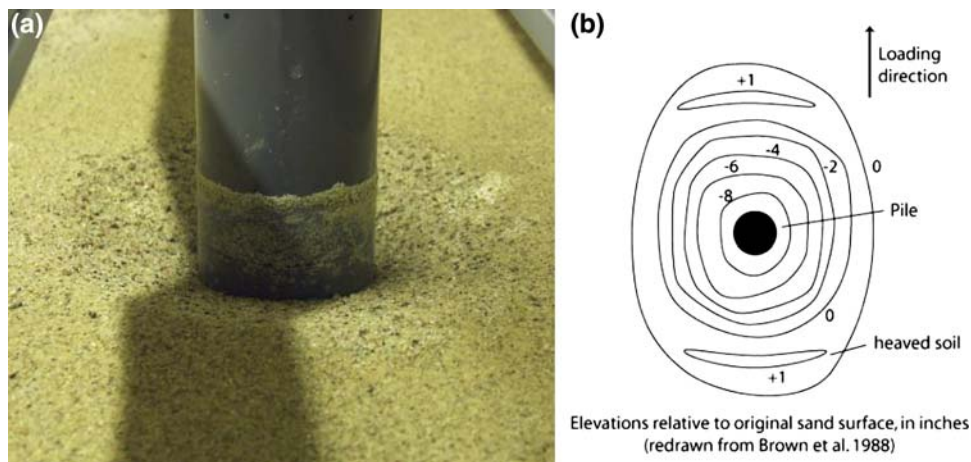 (a)
(b)
Loading
direction
+1
-4
-6
-2
0
-8
Pile
0
heaved soil
+1
Elevations relative to original sand surface, in inches
(redrawn from Brown et al. 1988)